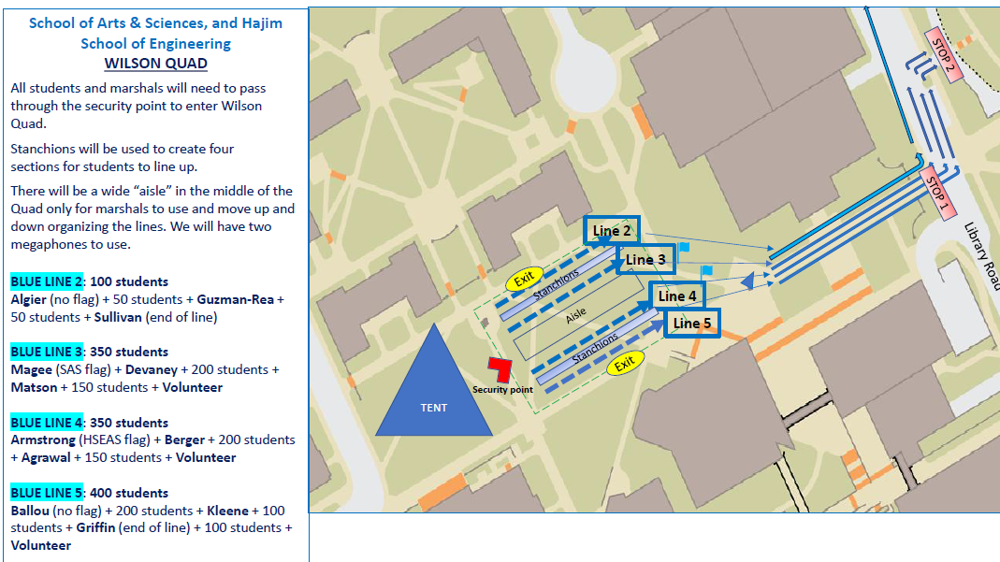 School of Arts & Sciences, and Hajim
School of Engineering
WILSON QUAD
All students and marshals will need to pass
through the security point to enter Wilson
Quad.
Stanchions will be used to create four
sections for students to line up.
There will be a wide “aisle” in the middle of the
Quad only for marshals to use and move up and
down organizing the lines. We will have two
megaphones to use.
BLUE LINE 2: 100 students
Algier (no flag) + 50 students + Guzman-Rea +
50 students + Sullivan (end of line)
BLUE LINE 3: 350 students
Magee (SAS flag) + Devaney + 200 students +
Matson + 150 students + Volunteer
BLUE LINE 4: 350 students
Armstrong (HSEAS flag) + Berger + 200 students
+ Agrawal + 150 students + Volunteer
BLUE LINE 5: 400 students
Ballou (no flag) + 200 students + Kleene + 100
students + Griffin (end of line) + 100 students +
Volunteer
STOP 2
STOP 1
Library Road
Line 2
Line 3
Line 4
Line 5
Exit
Stanchions
Aisle
Stanchions
Exit
Security point
TENT